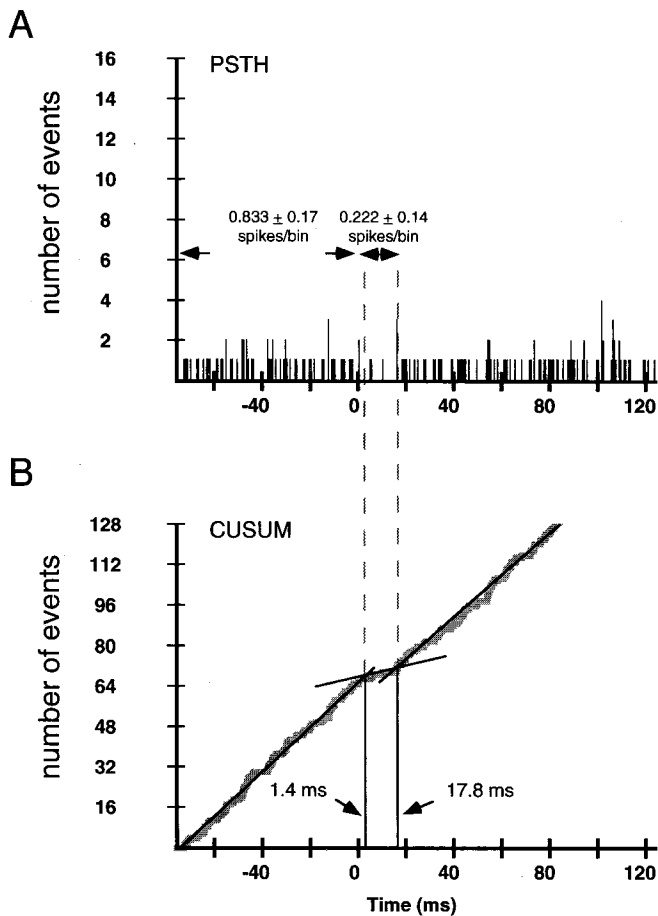 A
PSTH
number of events
16
14
12
10
8
6
4
2
0.833 ± 0.17
spikes/bin
0.222 ± 0.14
spikes/bin
-40
0
40
80
120
B
CUSUM
number of events
128
112
96
80
64
48
32
16
1.4 ms
17.8 ms
-40
0
40
80
120
Time (ms)